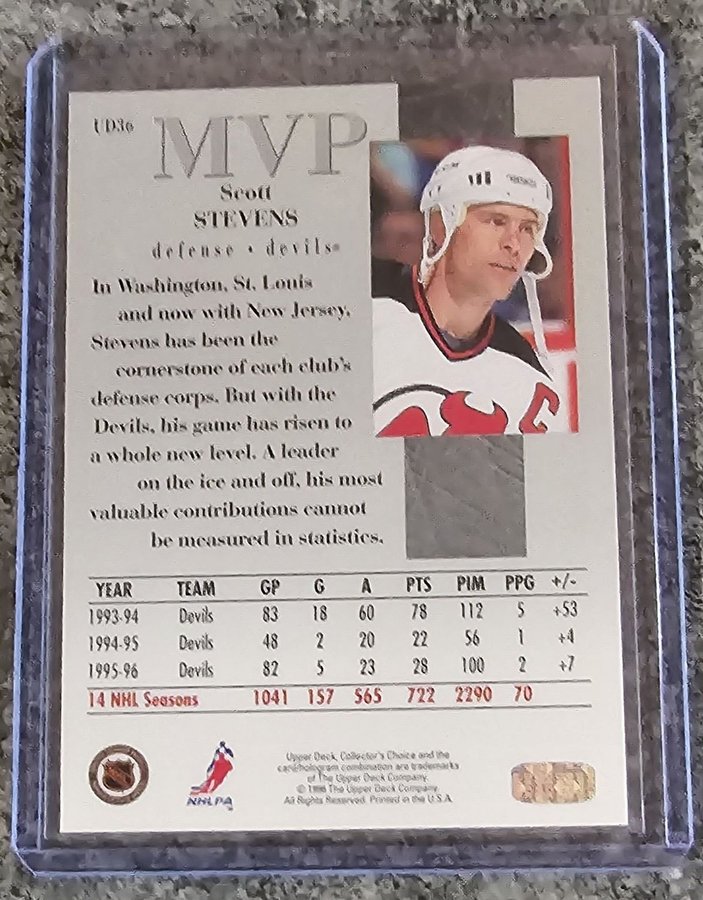 UD36
MVP
Scott
STEVENS
defense • devils®
In Washington, St. Louis
and now with New Jersey,
Stevens has been the
cornerstone of each club's
defense corps. But with the
Devils, his game has risen to
a whole new level. A leader
on the ice and off, his most
valuable contributions cannot
be measured in statistics.
YEAR TEAM GP G A PTS PIM PPG +/-
1993-94 Devils 83 18 60 78 112 5 +53
1994-95 Devils 48 2 20 22 56 1 +4
1995-96 Devils 82 5 23 28 100 2 +7
14 NHL Seasons 1041 157 565 722 2290 70
NHLPA
Upper Deck, Collector's Choice and the
card/hologram combination are trademarks
of The Upper Deck Company.
© 1996 The Upper Deck Company.
All Rights Reserved. Printed in the U.S.A.